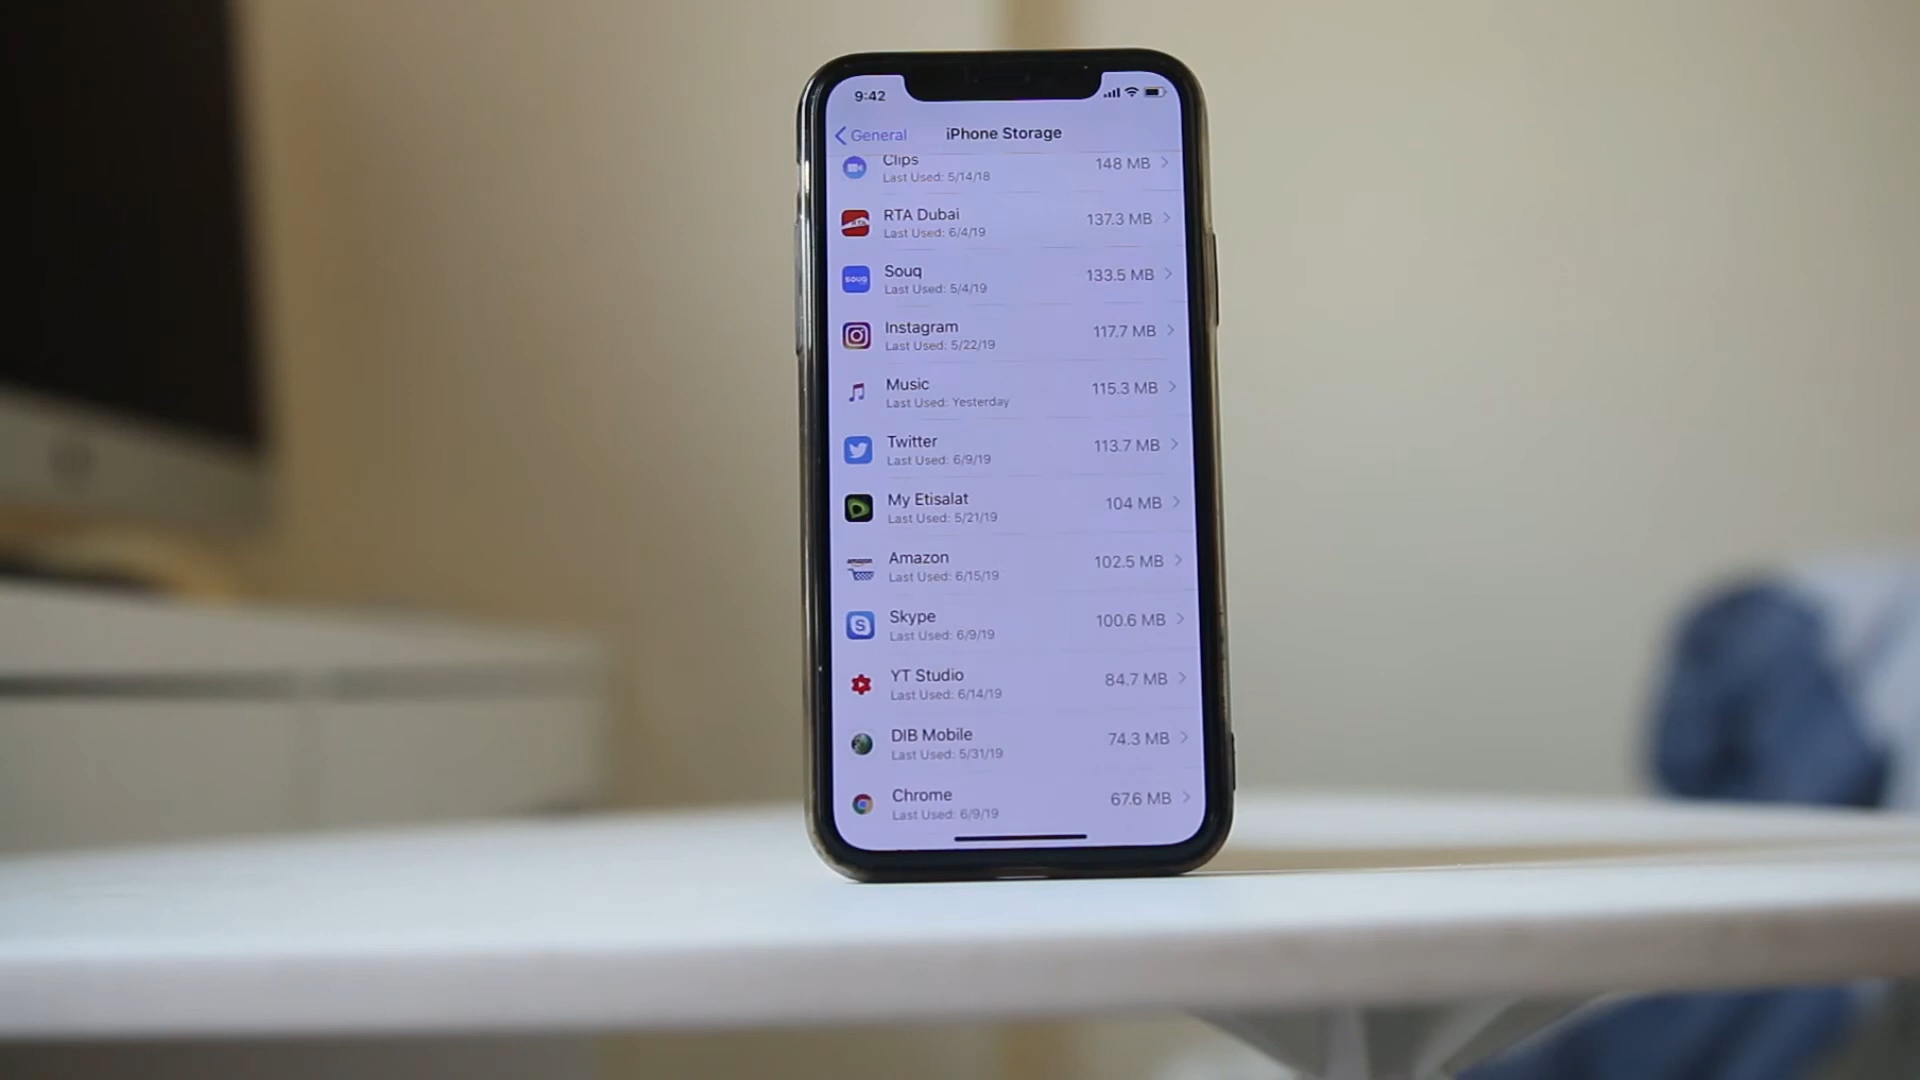 9:42
General
iPhone Storage
Clips
148 MB
Last Used: 5/14/18
RTA Dubai
137.3 MB
Last Used: 6/4/19
souq
Souq
133.5 MB
Last Used: 5/4/19
Instagram
117.7 MB
Last Used: 5/22/19
Music
115.3 MB
Last Used: Yesterday
Twitter
113.7 MB
Last Used: 6/9/19
My Etisalat
104 MB
Last Used: 5/21/19
amazon
Amazon
102.5 MB
Last Used: 6/15/19
S
Skype
100.6 MB
Last Used: 6/9/19
YT Studio
84.7 MB
Last Used: 6/14/19
DIB Mobile
74.3 MB
Last Used: 5/31/19
Chrome
67.6 MB
Last Used: 6/9/19